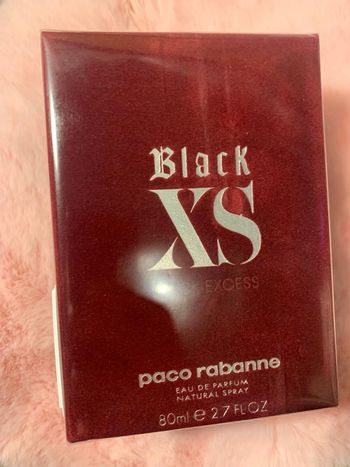 Black
XS
EXCESS
paco rabanne
EAU DE PARFUM
NATURAL SPRAY
80ml e 2.7 FL OZ